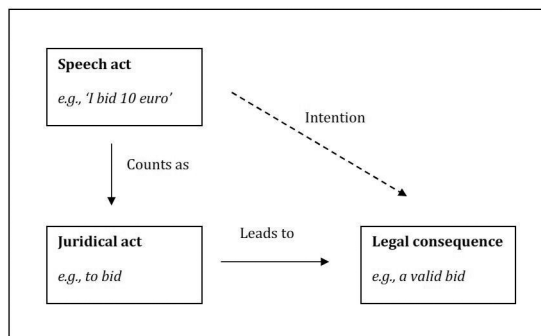 Speech act
e.g., ‘I bid 10 euro’
Intention
Counts as
Juridical act
e.g., to bid
Leads to
Legal consequence
e.g., a valid bid